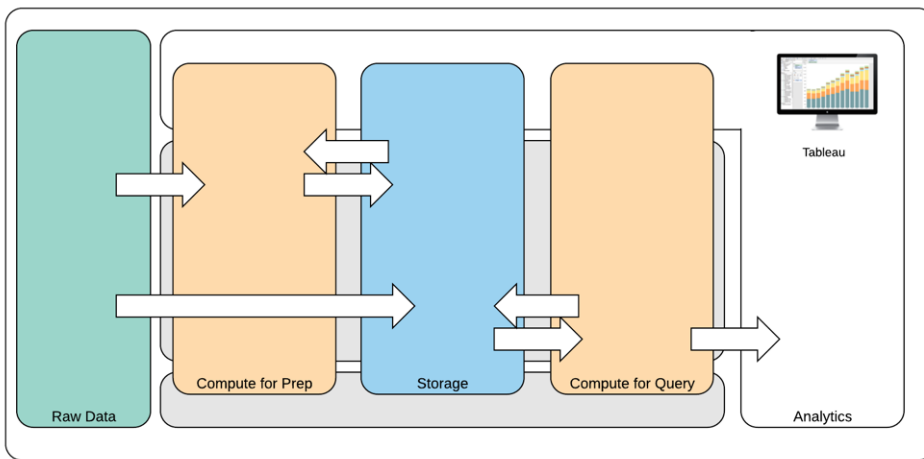 Tableau
Compute for Prep
Storage
Compute for Query
Raw Data
Analytics